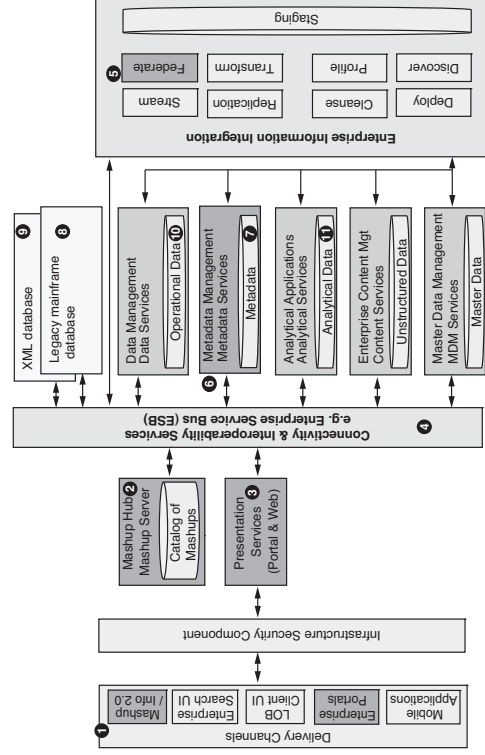 Delivery Channels
1
Mobile
Applications
Enterprise
Portals
LOB
Client UI
Enterprise
Search UI
Mashup
/ Info 2.0
Infrastructure Security Component
Mashup Hub
Mashup Server
2
Catalog of
Mashups
Presentation
Services
(Portal & Web)
3
Connectivity & Interoperability Services
e.g. Enterprise Service Bus (ESB)
4
XML database
9
Legacy mainframe
database
8
Data Management
Data Services
Operational Data
10
6
Metadata Management
Metadata Services
Metadata
7
Analytical Applications
Analytical Services
Analytical Data
11
Enterprise Content Mgt
Content Services
Unstructured Data
Master Data Management
MDM Services
Master Data
Enterprise Information Integration
5
Deploy
Discover
Cleanse
Profile
Replication
Transform
Stream
Federate
Staging